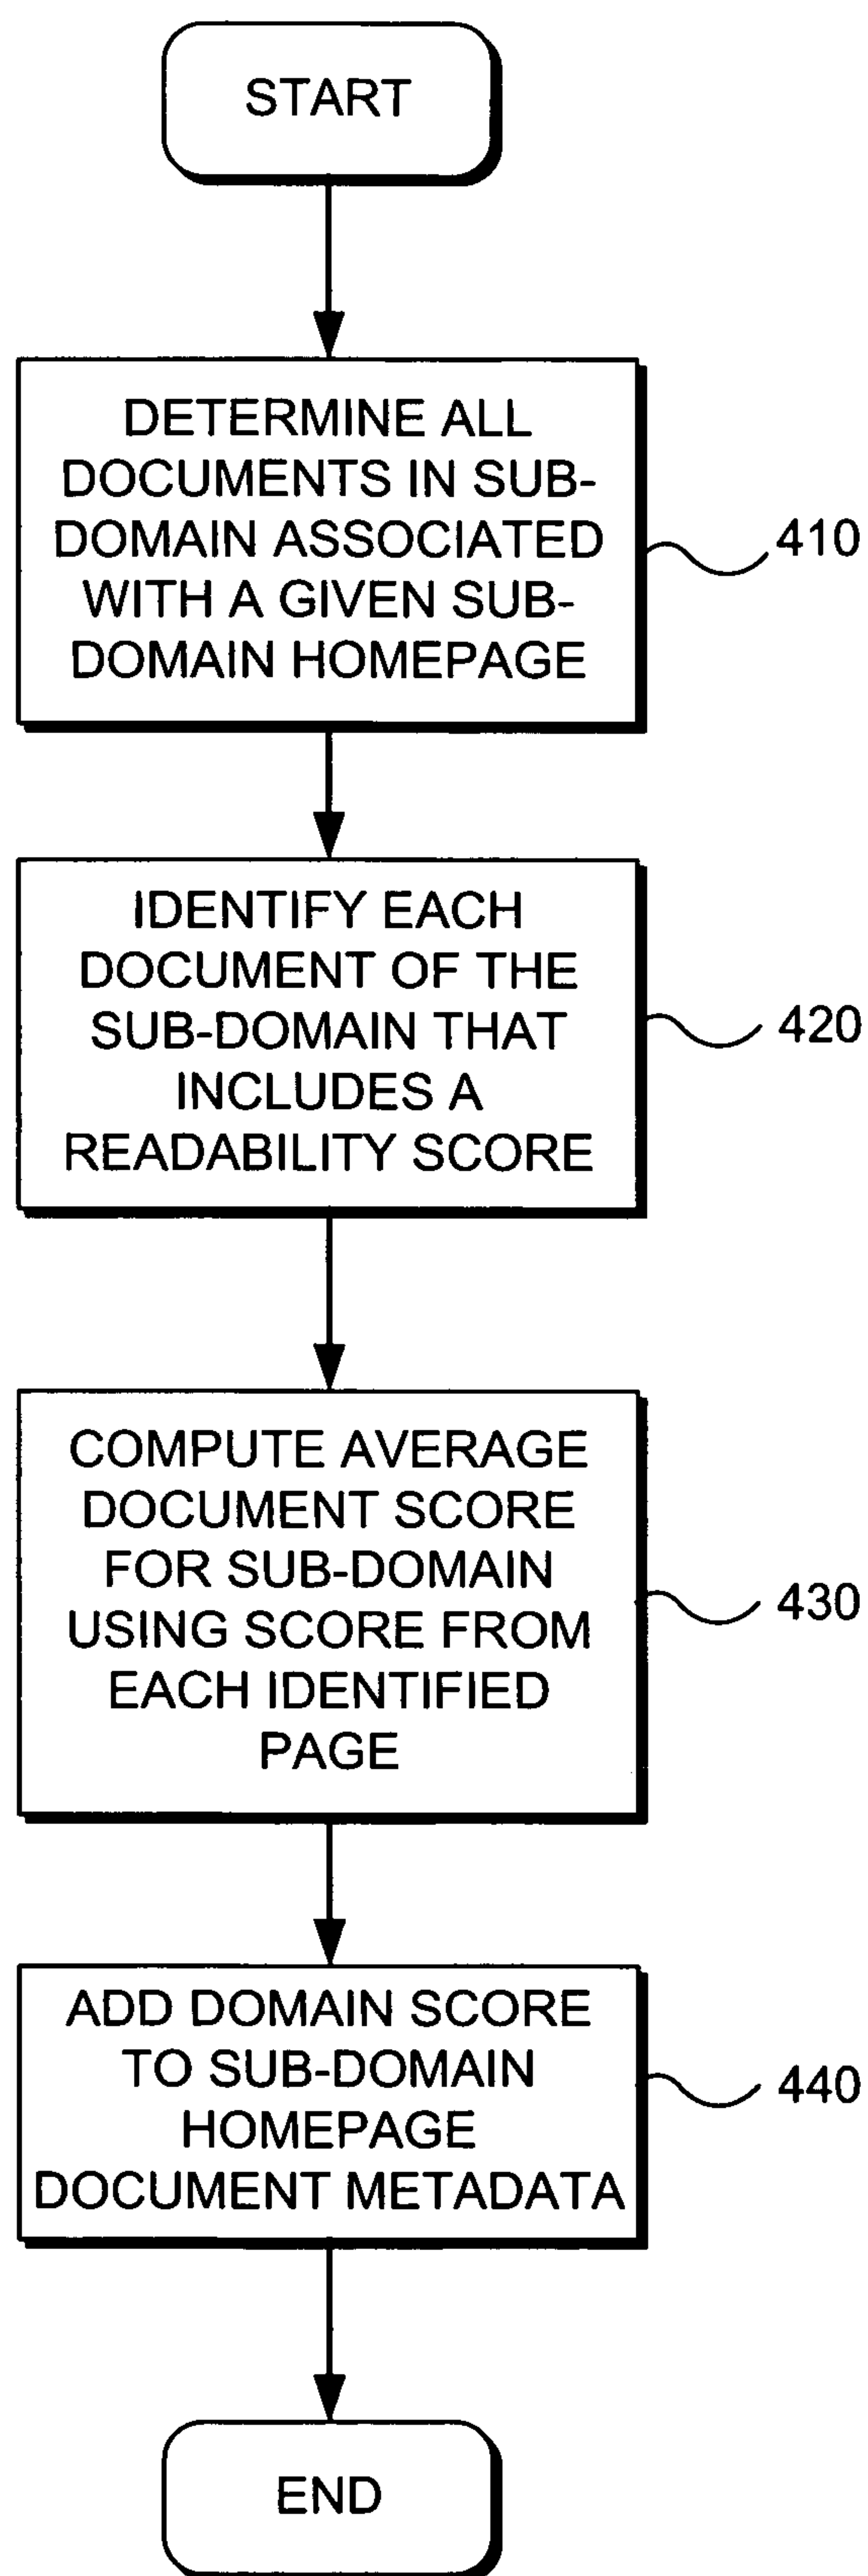 START
DETERMINE ALL
DOCUMENTS IN SUB-
DOMAIN ASSOCIATED
WITH A GIVEN SUB-
DOMAIN HOMEPAGE
410
IDENTIFY EACH
DOCUMENT OF THE
SUB-DOMAIN THAT
INCLUDES A
READABILITY SCORE
420
COMPUTE AVERAGE
DOCUMENT SCORE
FOR SUB-DOMAIN
USING SCORE FROM
EACH IDENTIFIED
PAGE
430
ADD DOMAIN SCORE
TO SUB-DOMAIN
HOMEPAGE
DOCUMENT METADATA
440
END